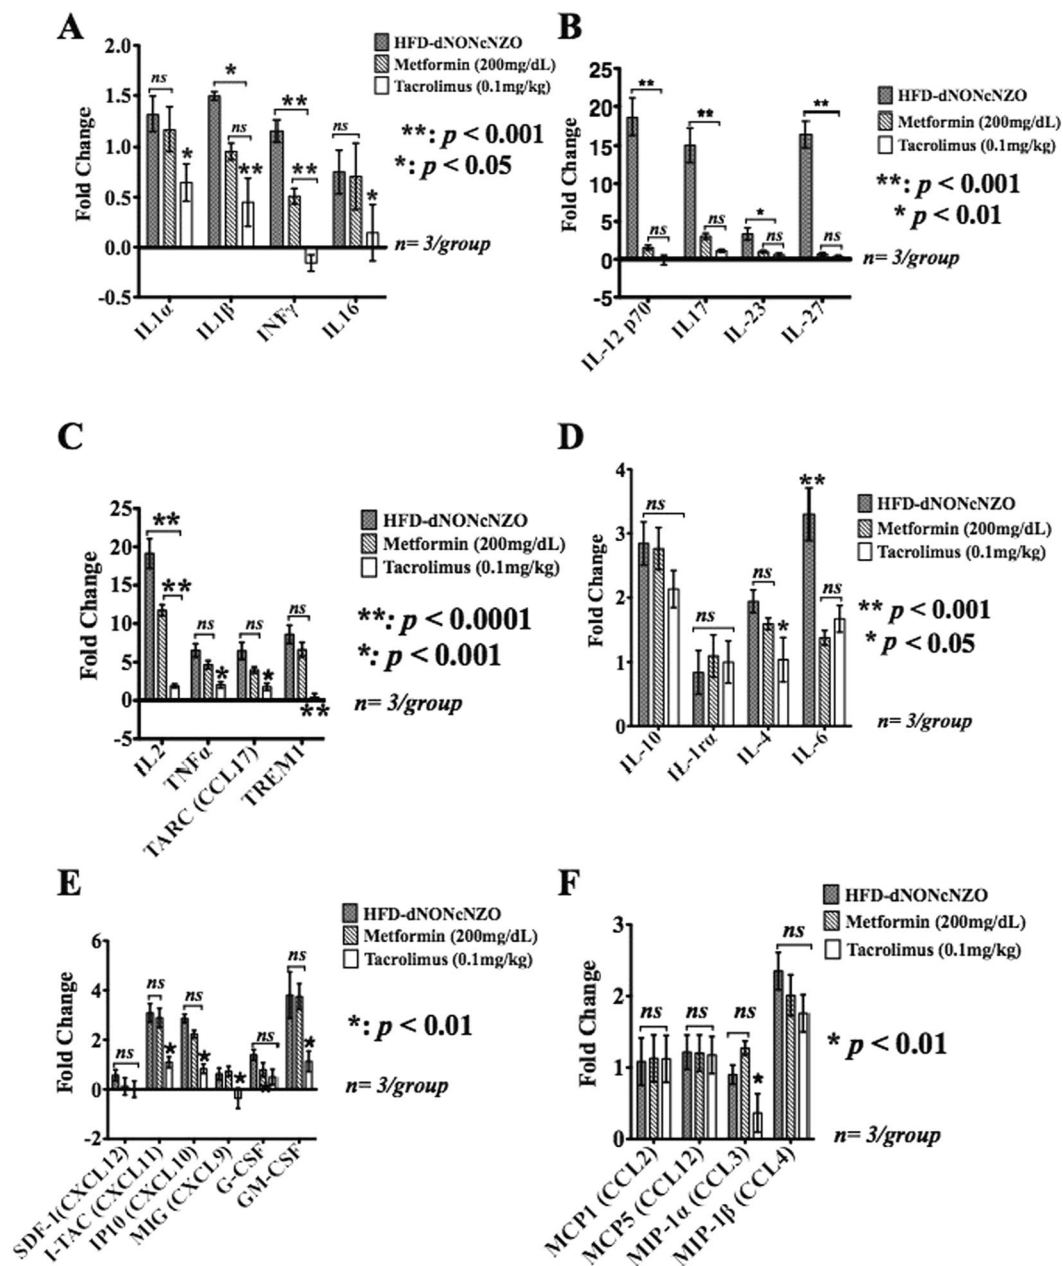 A
2.0
1.5
1.0
0.5
0.0
-0.5
Fold Change
ns
*
*
ns
**
**
**
ns
*
HFD-dNONcNZO
Metformin (200mg/dL)
Tacrolimus (0.1mg/kg)
**: p < 0.001
*: p < 0.05
n= 3/group
IL1α
IL1β
INFγ
IL16
B
25
20
15
10
5
0
-5
Fold Change
**
ns
**
ns
*
ns
**
ns
HFD-dNONcNZO
Metformin (200mg/dL)
Tacrolimus (0.1mg/kg)
**: p < 0.001
* p < 0.01
n= 3/group
IL-12 p70
IL17
IL-23
IL-27
C
25
20
15
10
5
0
-5
Fold Change
**
**
ns
*
ns
*
ns
**
HFD-dNONcNZO
Metformin (200mg/dL)
Tacrolimus (0.1mg/kg)
**: p < 0.0001
*: p < 0.001
n= 3/group
IL2
TNFα
TARC (CCL17)
TREM1
D
4
3
2
1
0
Fold Change
ns
ns
ns
*
**
ns
HFD-dNONcNZO
Metformin (200mg/dL)
Tacrolimus (0.1mg/kg)
** p < 0.001
* p < 0.05
n= 3/group
IL-10
IL-1rα
IL-4
IL-6
E
6
4
2
0
-2
Fold Change
ns
ns
*
ns
*
*
ns
*
ns
*
HFD-dNONcNZO
Metformin (200mg/dL)
Tacrolimus (0.1mg/kg)
*: p < 0.01
n= 3/group
SDF-1(CXCL12)
I-TAC (CXCL11)
IP10 (CXCL10)
MIG (CXCL9)
G-CSF
GM-CSF
F
3
2
1
0
Fold Change
ns
ns
ns
*
ns
HFD-dNONcNZO
Metformin (200mg/dL)
Tacrolimus (0.1mg/kg)
* p < 0.01
n= 3/group
MCP1 (CCL2)
MCP5 (CCL12)
MIP-1α (CCL3)
MIP-1β (CCL4)